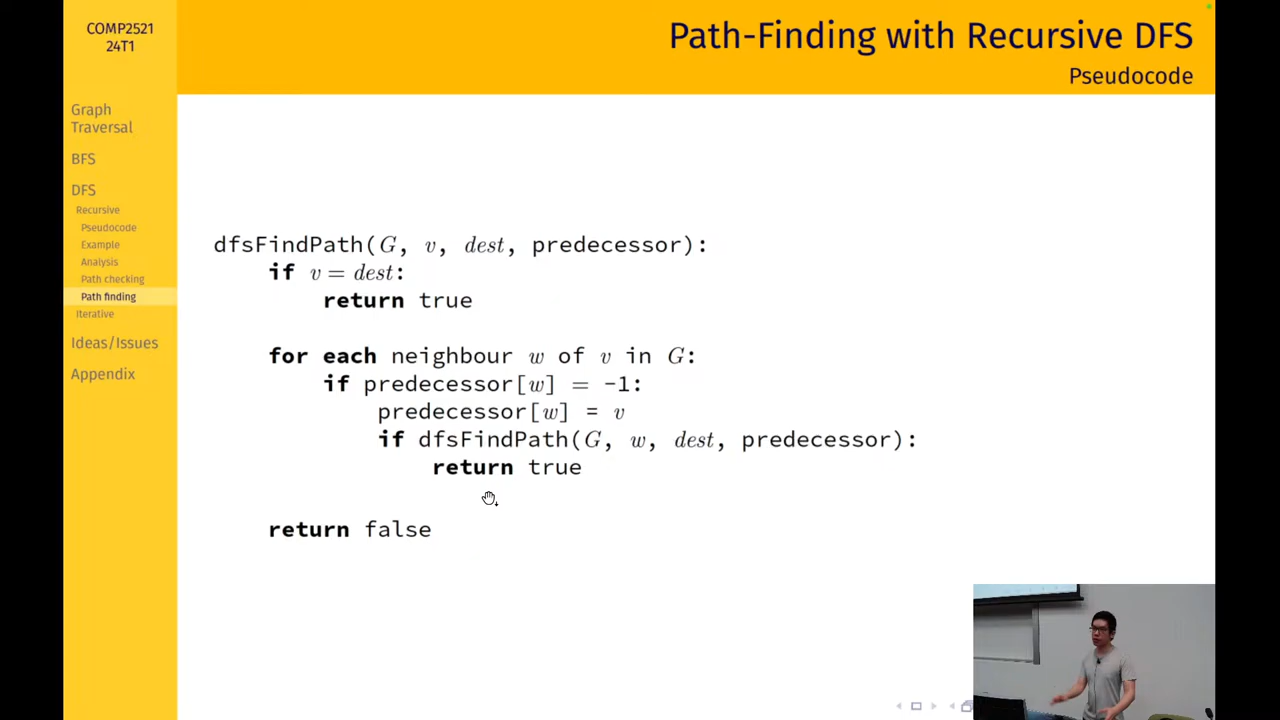 COMP2521
24T1
Path-Finding with Recursive DFS
Pseudocode
Graph
Traversal
BFS
DFS
Recursive
Pseudocode
Example
Analysis
Path checking
Path finding
Iterative
Ideas/Issues
Appendix
dfsFindPath(G, v, dest, predecessor):
if v = dest:
return true
for each neighbour w of v in G:
if predecessor[w] = -1:
predecessor[w] = v
if dfsFindPath(G, w, dest, predecessor):
return true
return false